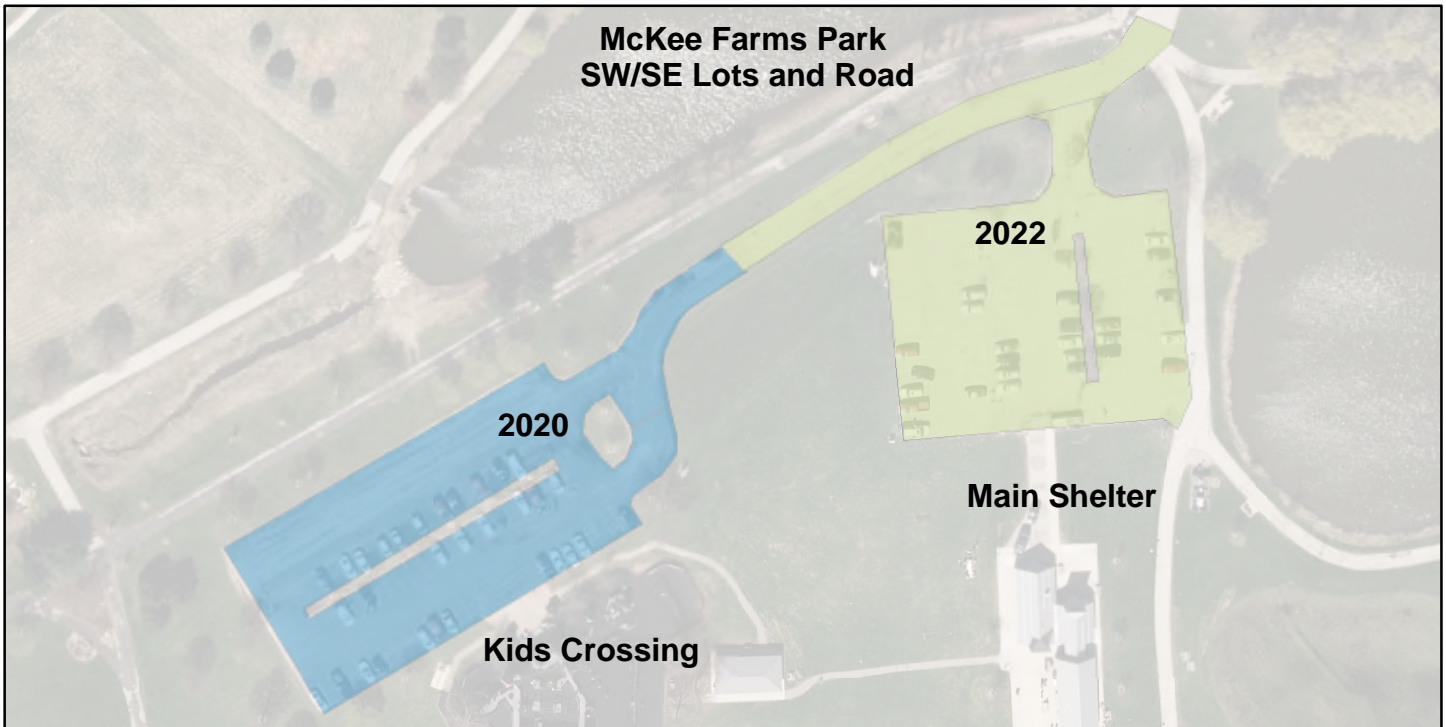 McKee Farms Park
SW/SE Lots and Road
2022
2020
Main Shelter
Kids Crossing